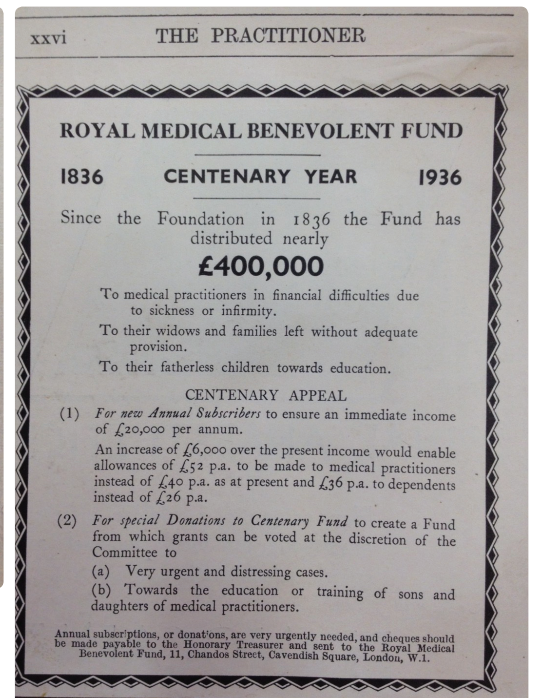 xxvi THE PRACTITIONER
ROYAL MEDICAL BENEVOLENT FUND
1836 CENTENARY YEAR 1936
Since the Foundation in 1836 the Fund has
distributed nearly
£400,000
To medical practitioners in financial difficulties due
to sickness or infirmity.
To their widows and families left without adequate
provision.
To their fatherless children towards education.
CENTENARY APPEAL
(1) For new Annual Subscribers to ensure an immediate income
of £20,000 per annum.
An increase of £6,000 over the present income would enable
allowances of £52 p.a. to be made to medical practitioners
instead of £40 p.a. as at present and £36 p.a. to dependents
instead of £26 p.a.
(2) For special Donations to Centenary Fund to create a Fund
from which grants can be voted at the discretion of the
Committee to
(a) Very urgent and distressing cases.
(b) Towards the education or training of sons and
daughters of medical practitioners.
Annual subscriptions, or donations, are very urgently needed, and cheques should
be made payable to the Honorary Treasurer and sent to the Royal Medical
Benevolent Fund, 11, Chandos Street, Cavendish Square, London, W.1.